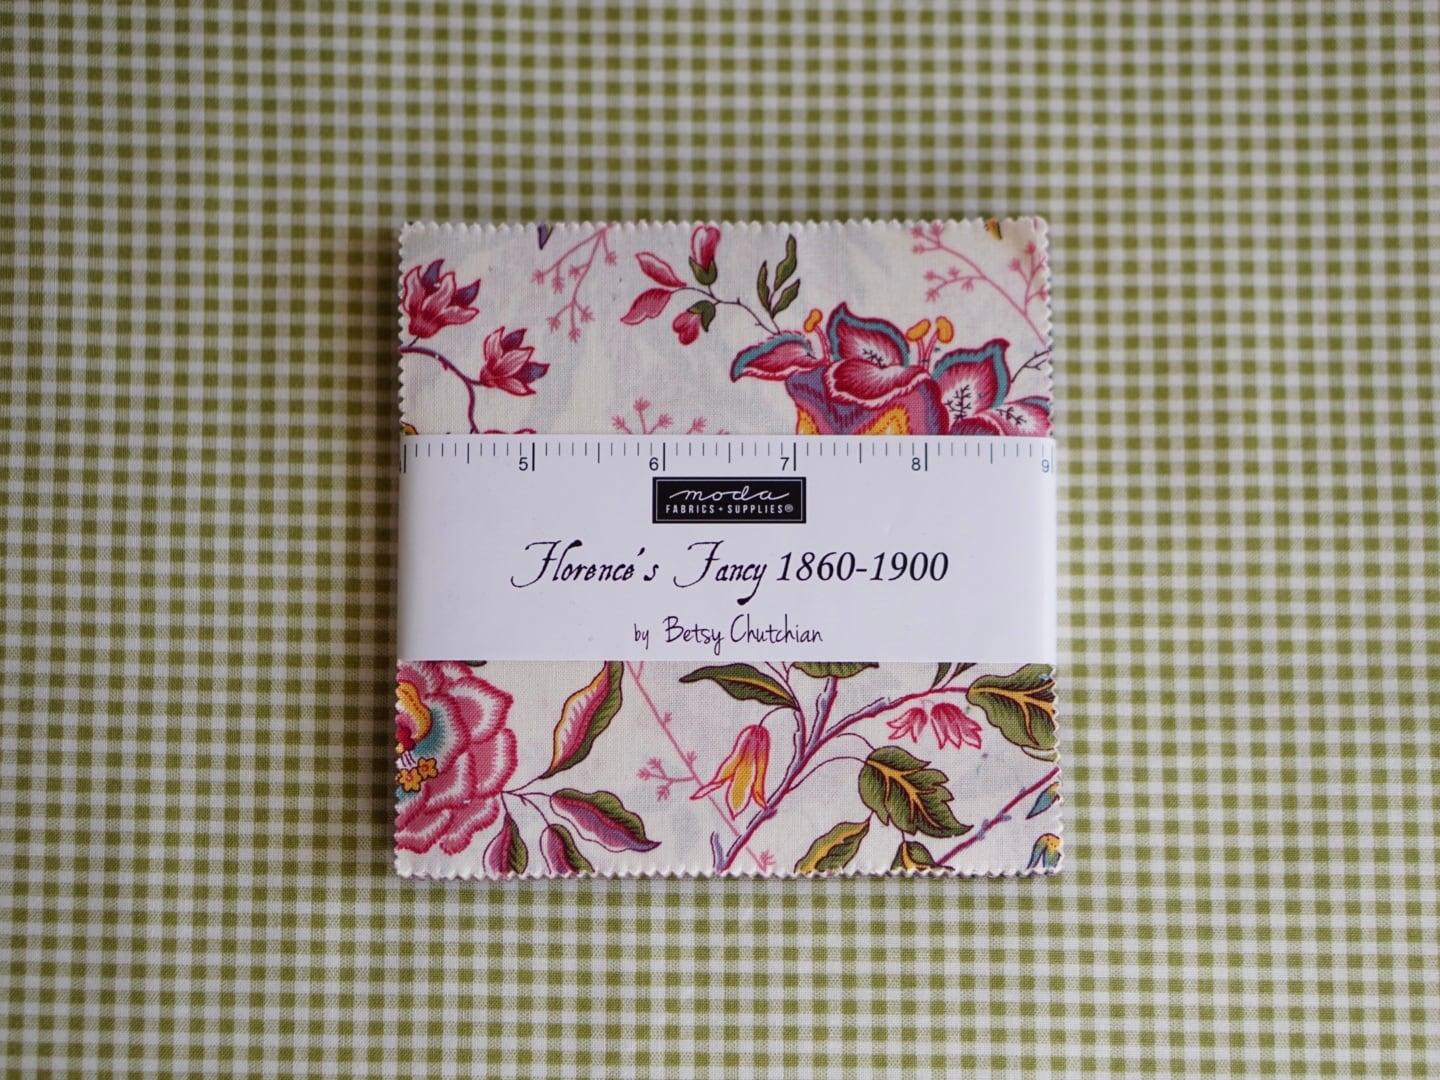 5 6 7 8 9
moda
FABRICS + SUPPLIES®
Florence's Fancy 1860-1900
by Betsy Chutchian